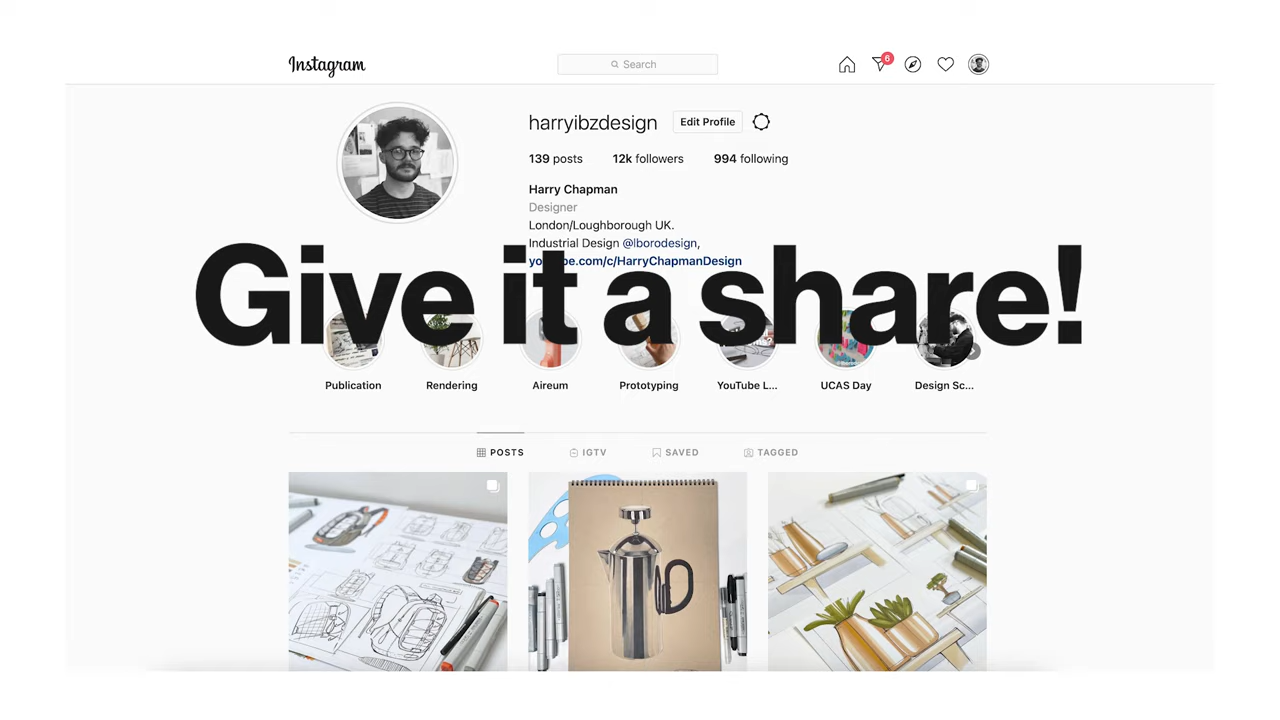 Instagram
Search
6
harryibzdesign Edit Profile
139 posts 12k followers 994 following
Harry Chapman
Designer
London/Loughborough UK.
Industrial Design @lborodesign,
youtube.com/c/HarryChapmanDesign
Give it a share!
Publication Rendering Aireum Prototyping YouTube L... UCAS Day Design Sc...
POSTS IGTV SAVED TAGGED